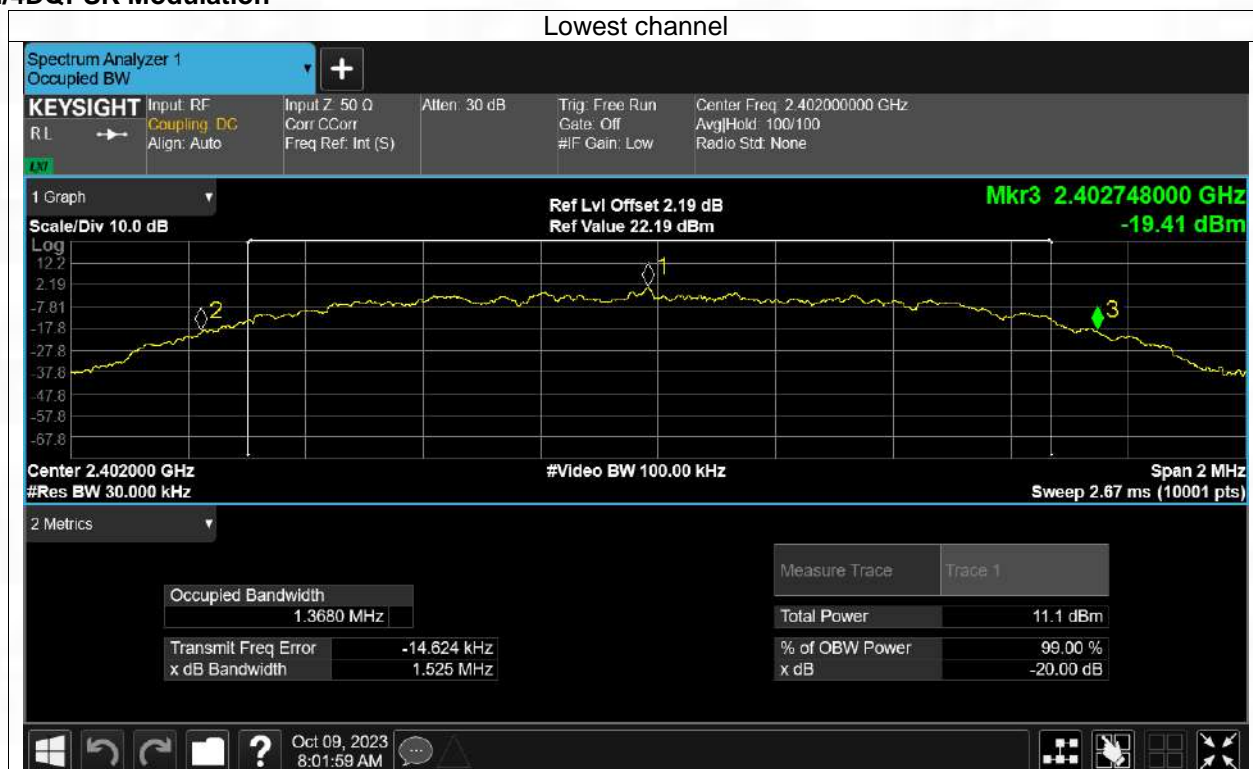 /4DQPSK Modulation
Lowest channel
Spectrum Analyzer 1
Occupied BW
KEYSIGHT
RL
LXI
Input: RF
Coupling: DC
Align: Auto
Input Z: 50 Ω
Corr CCorr
Freq Ref: Int (S)
Atten: 30 dB
Trig: Free Run
Gate: Off
#IF Gain: Low
Center Freq: 2.402000000 GHz
Avg|Hold: 100/100
Radio Std: None
1 Graph
Scale/Div 10.0 dB
Ref Lvl Offset 2.19 dB
Ref Value 22.19 dBm
Mkr3 2.402748000 GHz
-19.41 dBm
Log
12.2
2.19
-7.81
-17.8
-27.8
-37.8
-47.8
-57.8
-67.8
1
2
3
Center 2.402000 GHz
#Res BW 30.000 kHz
#Video BW 100.00 kHz
Span 2 MHz
Sweep 2.67 ms (10001 pts)
2 Metrics
Measure Trace Trace 1
Occupied Bandwidth
1.3680 MHz
Total Power 11.1 dBm
Transmit Freq Error -14.624 kHz
% of OBW Power 99.00 %
x dB Bandwidth 1.525 MHz
x dB -20.00 dB
?
Oct 09, 2023
8:01:59 AM